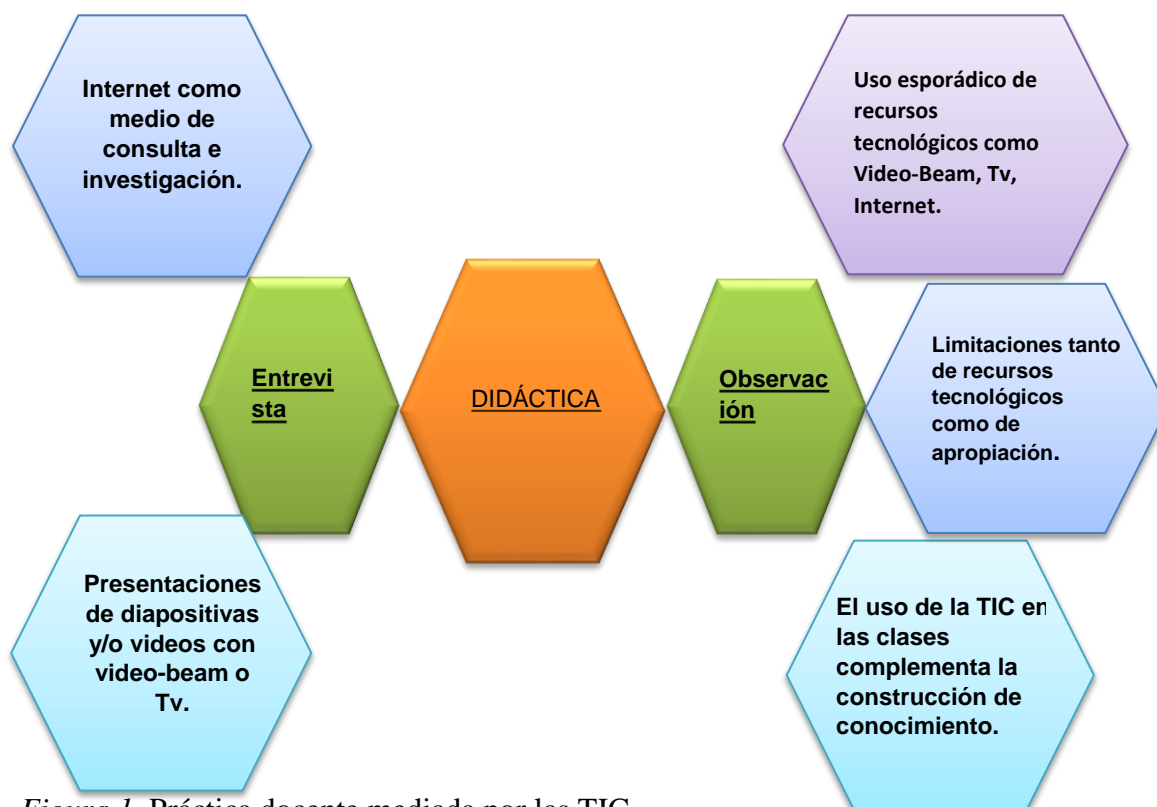 Internet como
medio de
consulta e
investigación.
Uso esporádico de
recursos
tecnológicos como
Video-Beam, Tv,
Internet.
Entrevi
sta
DIDÁCTICA
Observac
ión
Limitaciones tanto
de recursos
tecnológicos
como de
apropiación.
Presentaciones
de diapositivas
y/o videos con
video-beam o
Tv.
El uso de la TIC en
las clases
complementa la
construcción de
conocimiento.
Figura 1. Práctica docente mediada por las TIC